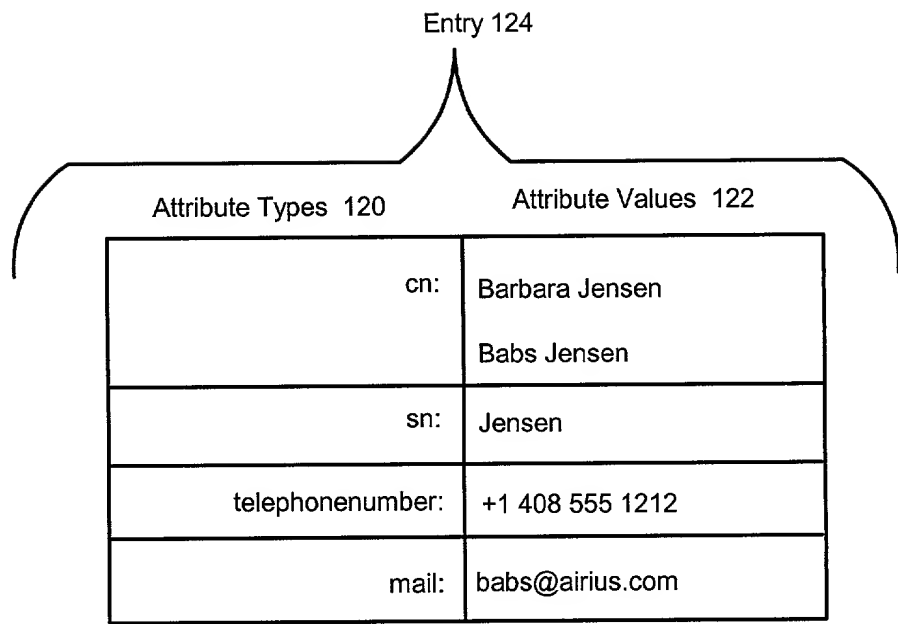 Entry 124
Attribute Types 120 Attribute Values 122
cn: Barbara Jensen
Babs Jensen
sn: Jensen
telephonenumber: +1 408 555 1212
mail: babs@airius.com